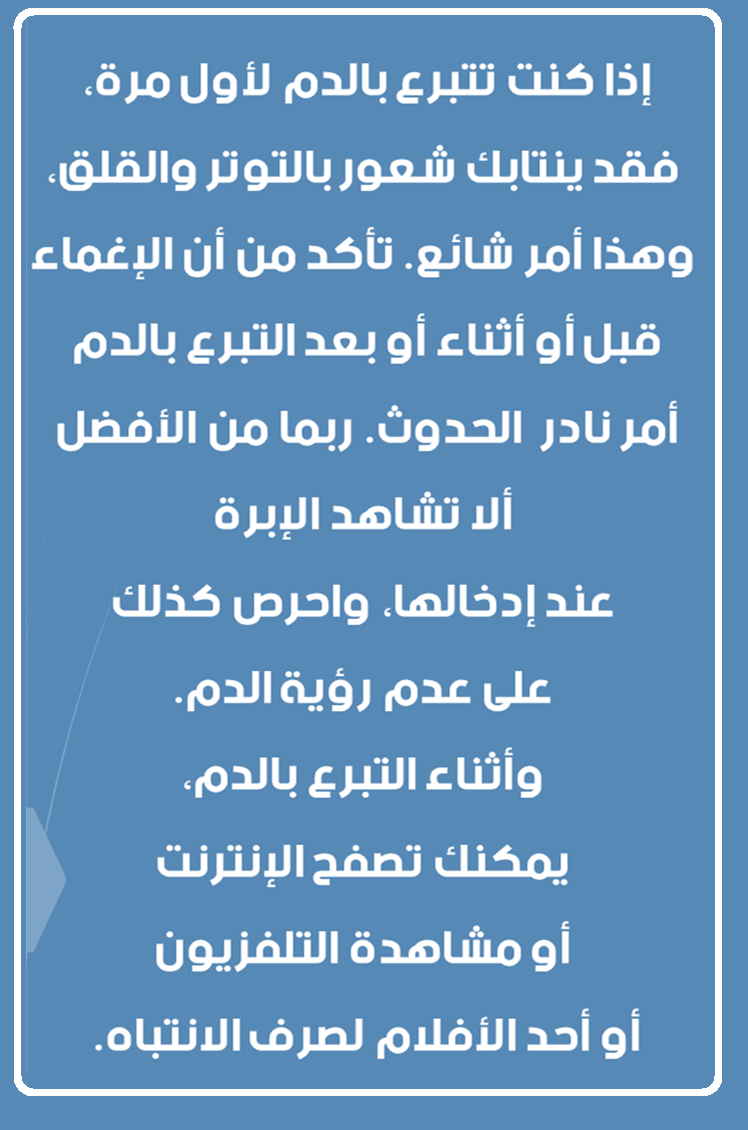 إذا كنت تتبرع بالدم لأول مرة،
فقد ينتابك شعور بالتوتر والقلق،
وهذا أمر شائع. تأكد من أن الإغماء
قبل أو أثناء أو بعد التبرع بالدم
أمر نادر الحدوث. ربما من الأفضل
ألا تشاهد الإبرة
عند إدخالها، واحرص كذلك
على عدم رؤية الدم.
وأثناء التبرع بالدم،
يمكنك تصفح الإنترنت
أو مشاهدة التلفزيون
أو أحد الأفلام لصرف الانتباه.